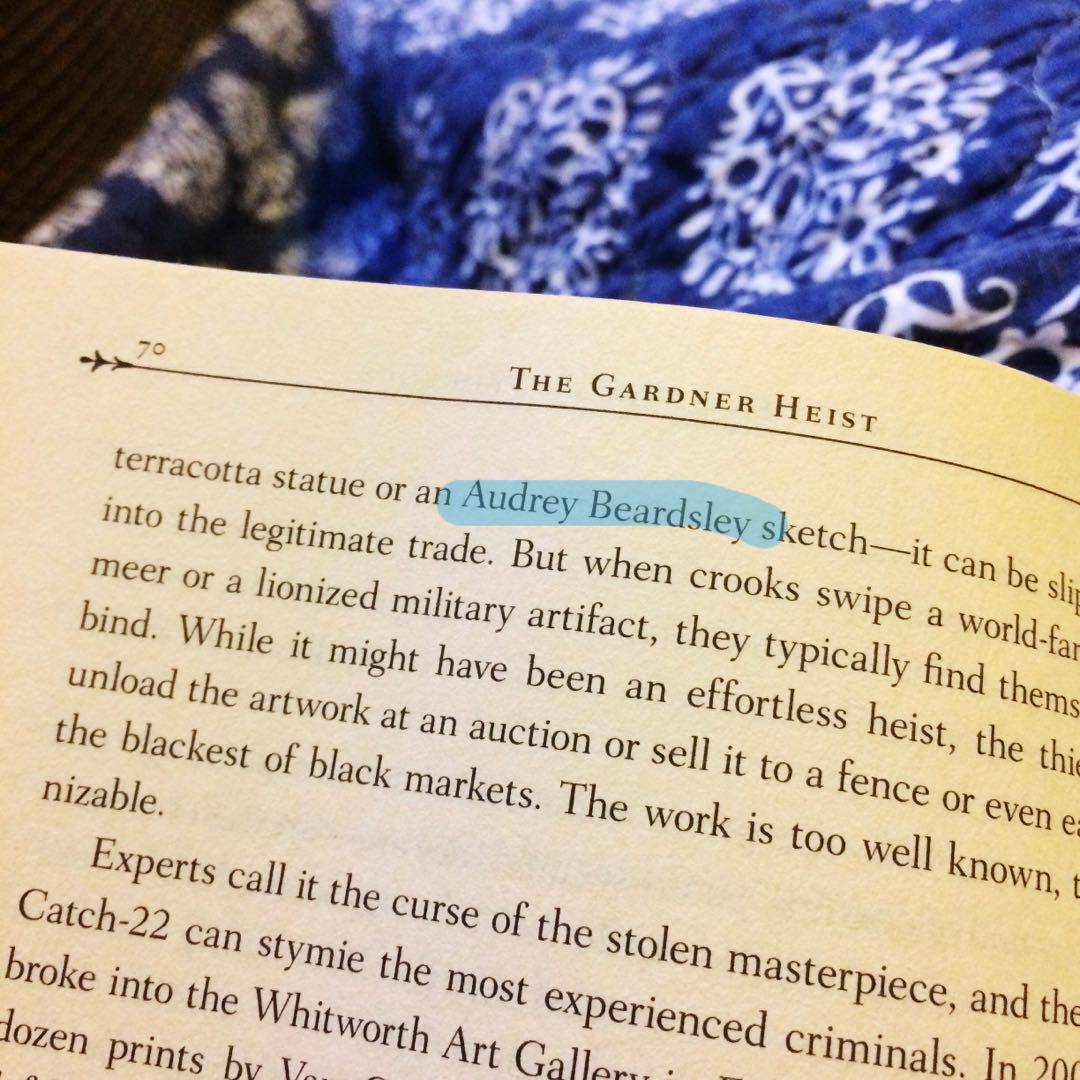 70
THE GARDNER HEIST
terracotta statue or an Audrey Beardsley sketch—it can be
into the legitimate trade. But when crooks swipe a
meer or a lionized military artifact, they typically find
bind. While it might have been an effortless heist, the
unload the artwork at an auction or sell it to a fence or even
the blackest of black markets. The work is too well known,
nizable.
Experts call it the curse of the stolen masterpiece, and
Catch-22 can stymie the most experienced criminals. In
broke into the Whitworth Art Gallery
dozen prints by